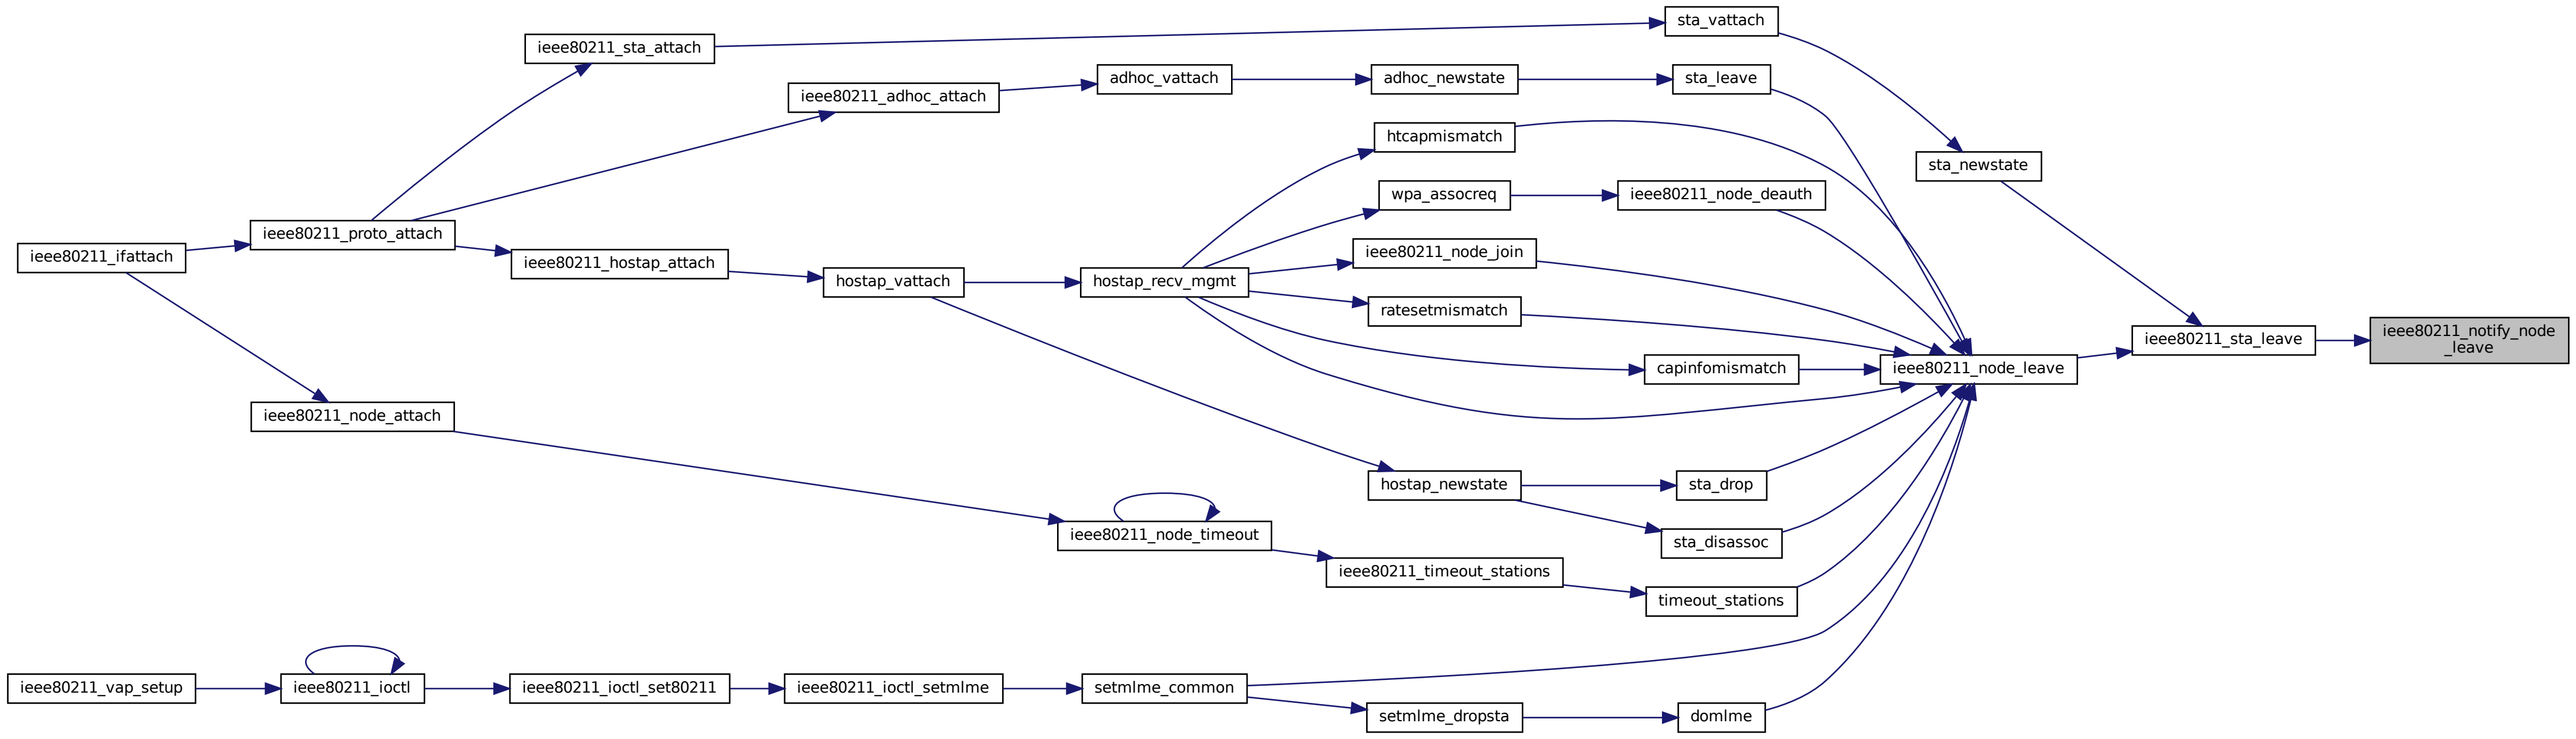 sta_vattach
ieee80211_sta_attach
adhoc_vattach
adhoc_newstate
sta_leave
ieee80211_adhoc_attach
htcapmismatch
sta_newstate
wpa_assocreq
ieee80211_node_deauth
ieee80211_proto_attach
ieee80211_node_join
ieee80211_ifattach
ieee80211_hostap_attach
hostap_vattach
hostap_recv_mgmt
ratesetmismatch
ieee80211_notify_node
_leave
ieee80211_sta_leave
capinfomismatch
ieee80211_node_leave
ieee80211_node_attach
hostap_newstate
sta_drop
ieee80211_node_timeout
sta_disassoc
ieee80211_timeout_stations
timeout_stations
ieee80211_vap_setup
ieee80211_ioctl
ieee80211_ioctl_set80211
ieee80211_ioctl_setmlme
setmlme_common
setmlme_dropsta
domlme